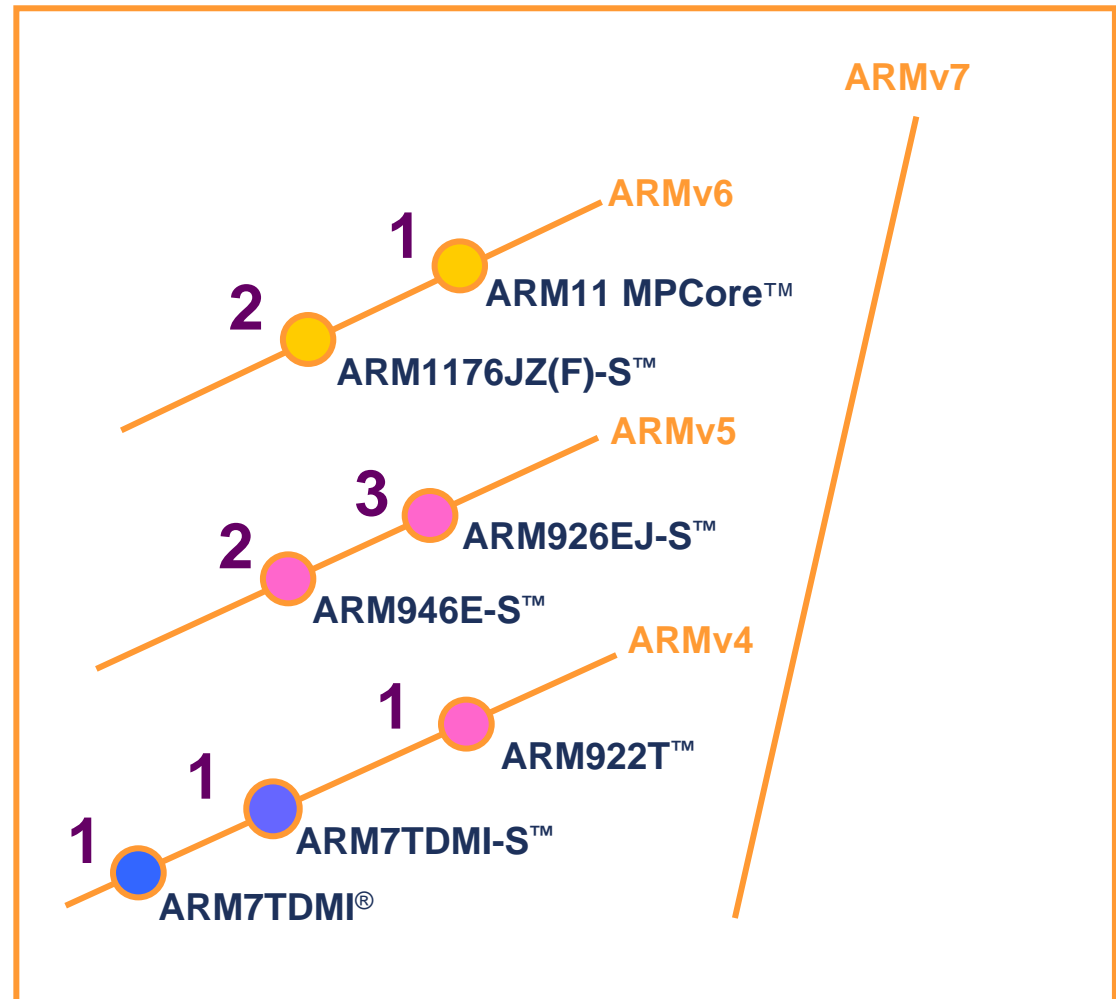 ARMv7
ARMv6
1
ARM11 MPCore™
2
ARM1176JZ(F)-S™
ARMv5
3
ARM926EJ-S™
2
ARM946E-S™
ARMv4
1
ARM922T™
1
ARM7TDMI-S™
1
ARM7TDMI®